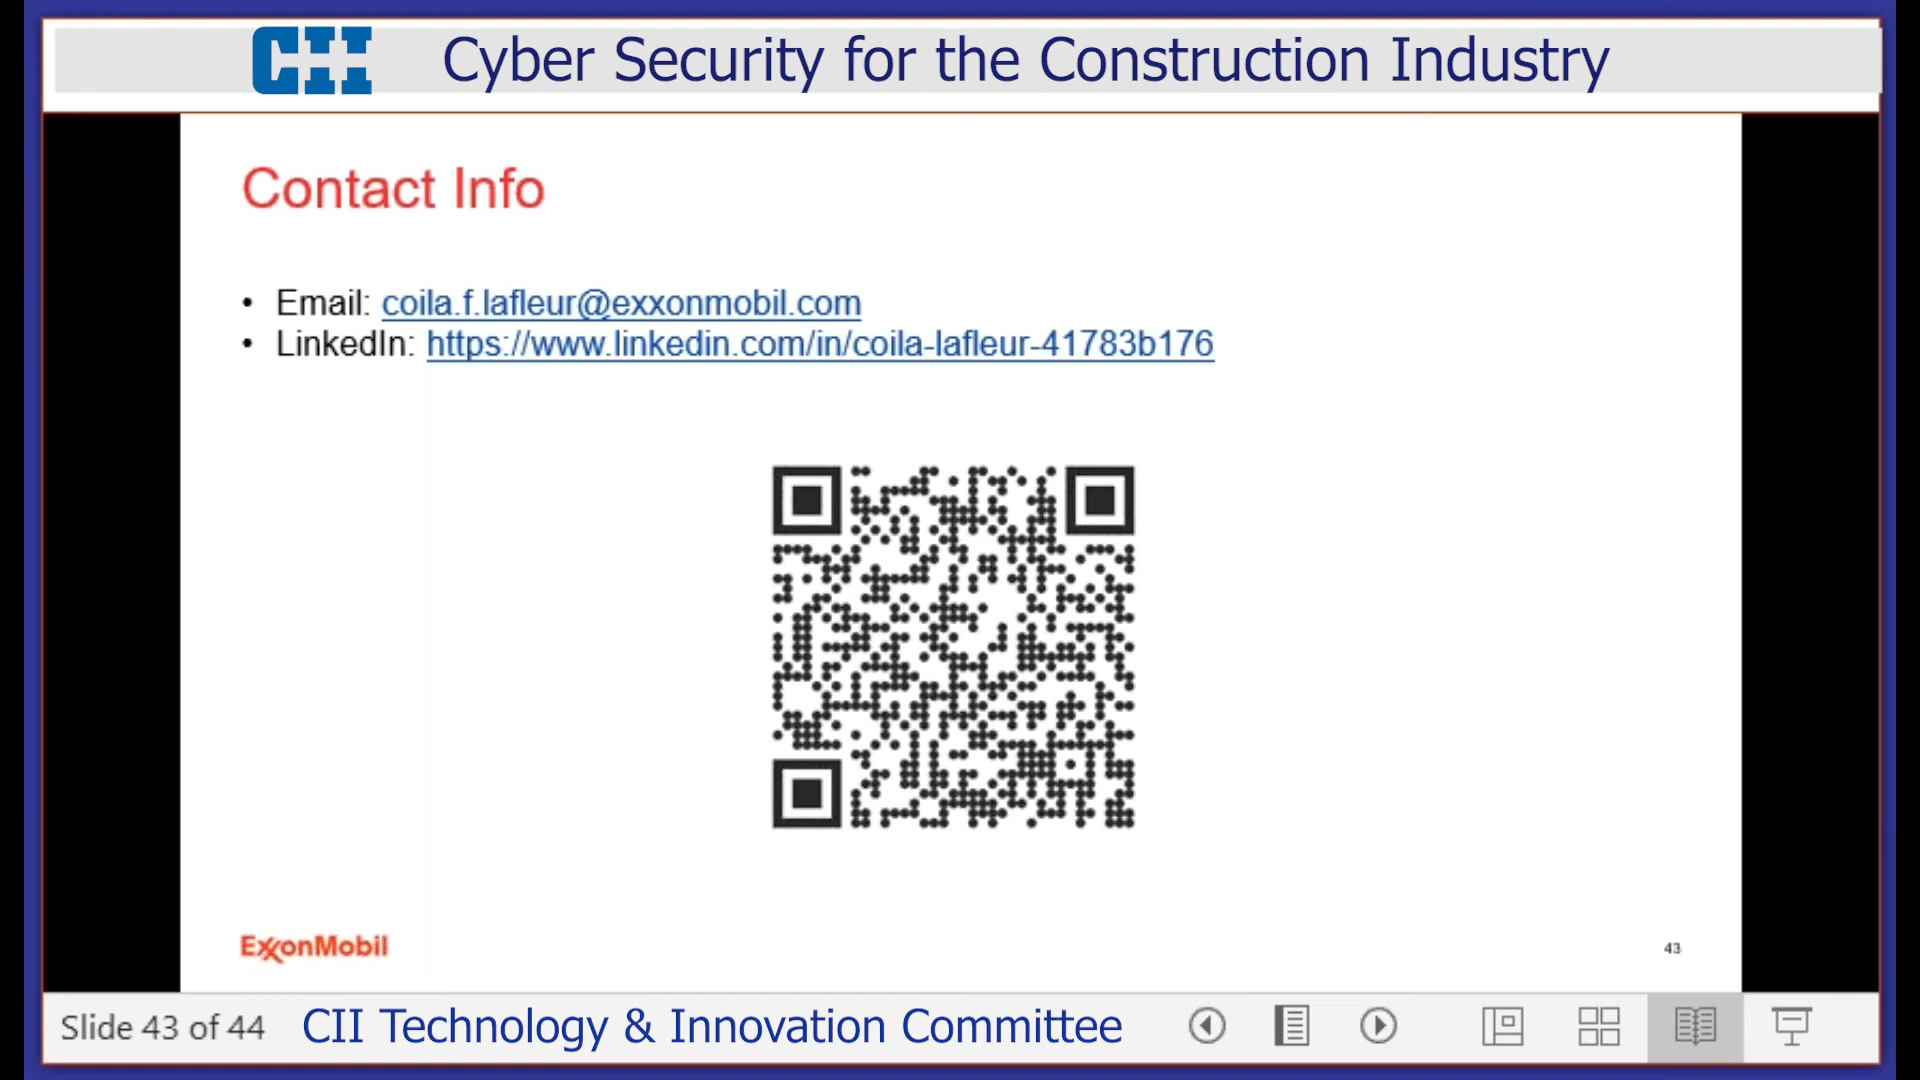 CII Cyber Security for the Construction Industry
Contact Info
• Email: coila.f.lafleur@exxonmobil.com
• LinkedIn: https://www.linkedin.com/in/coila-lafleur-41783b176
ExxonMobil
43
Slide 43 of 44 CII Technology & Innovation Committee